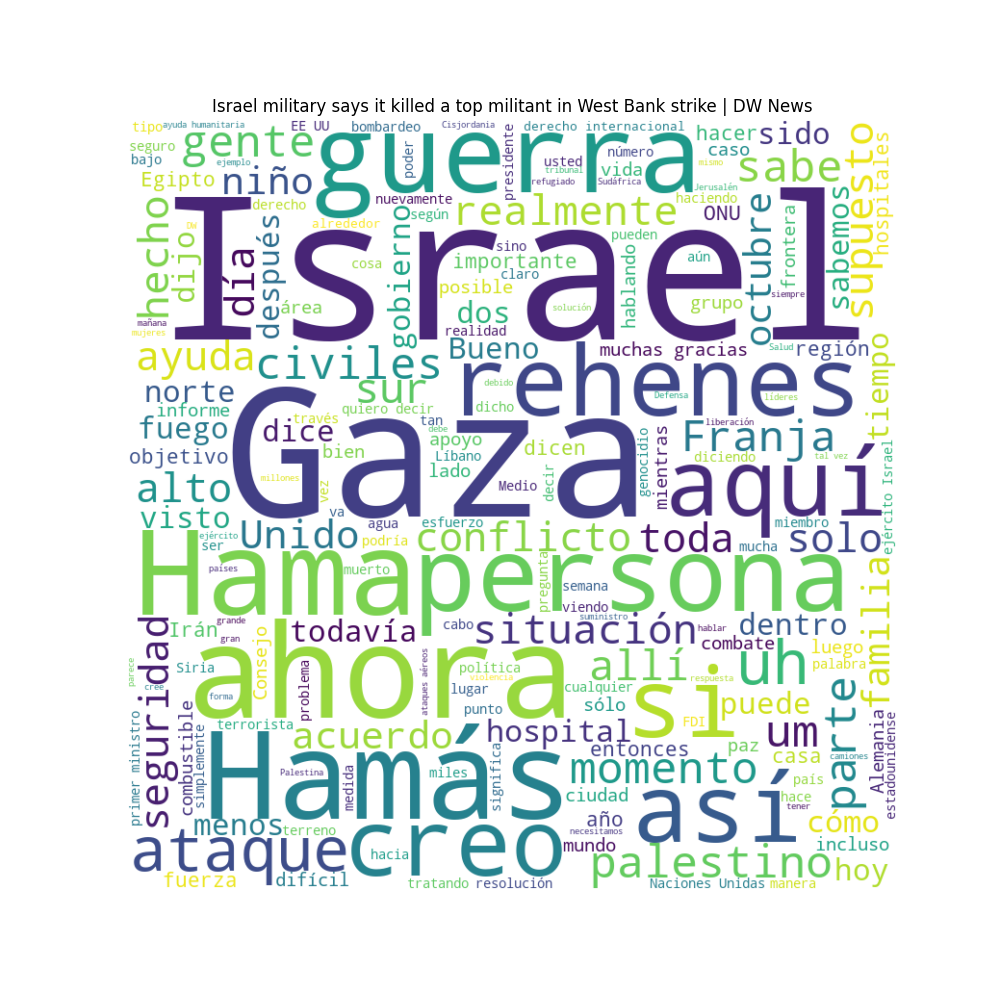 Israel military says it killed a top militant in West Bank strike | DW News
tipo
ayuda humanitaria
EE UU
bombardeo
Cisjordania
derecho internacional
hacer
sido
seguro
gente
guerra
poder
presidente
usted
número
caso
supuesto
hospitales
bajo
ejemplo
tribunal
vida
mismo
sabe
Egipto
niño
nuevamente
refugiado
Sudáfrica
haciendo
Jerusalén
hecho
derecho
según
realmente
ONU
octubre
frontera
sabemos
dijo
DW
día
después
alrededor
gobierno
sino
pueden
hablando
Israel
cosa
importante
claro
aún
área
posible
grupo
siempre
mañana
dos
solución
mujeres
realidad
Bueno
muchas gracias
Salud
región
tiempo
ayuda
civiles
rehenes
norte
sur
debido
Defensa
líderes
informe
quiero decir
dicho
fuego
dice
través
tan
apoyo
liberación
Franja
objetivo
bien
debe
Líbano
dicen
genocidio
mientras
diciendo
tal vez
Gaza
lado
decir
aquí
ejército Israel
alto
millones
vez
Medio
visto
va
Unido
agua
esfuerzo
conflicto
toda
miembro
solo
ejército
ser
podría
mucha
Hama
persona
países
muerto
pregunta
semana
viendo
suministro
familia
seguridad
grande
Irán
gran
todavía
cabo
situación
hablar
combate
dentro
parece
cree
Siria
Consejo
ahora
ataques aéreos
política
violencia
allí
respuesta
uh
luego
palabra
forma
problema
lugar
cualquier
si
puede
parte
punto
sólo
FDI
terrorista
acuerdo
hospital
um
Alemania
estadounidense
primer ministro
combustible
simplemente
entonces
paz
casa
camiones
Hamás
Palestina
medida
miles
significa
momento
país
ciudad
así
hace
tener
menos
terreno
año
cómo
necesitamos
ataque
creo
hacia
mundo
incluso
palestino
hoy
fuerza
difícil
tratando
resolución
Naciones Unidas
manera